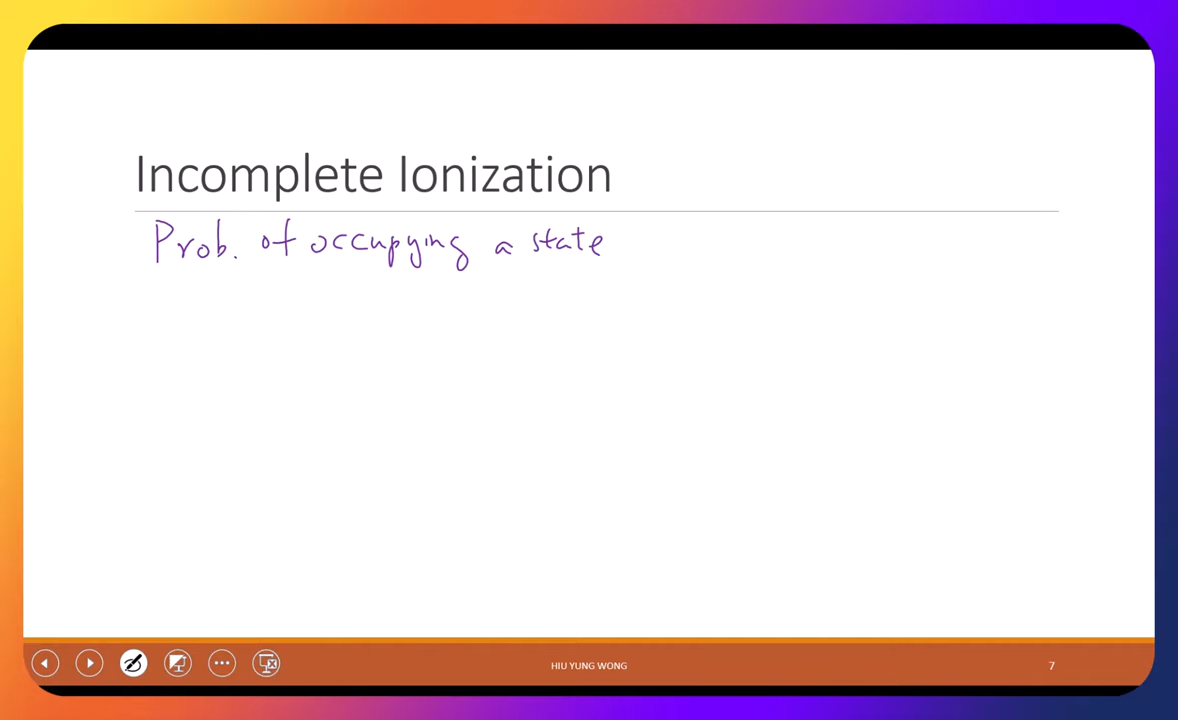 Incomplete Ionization
Prob. of occupying a state
HIU YUNG WONG
7